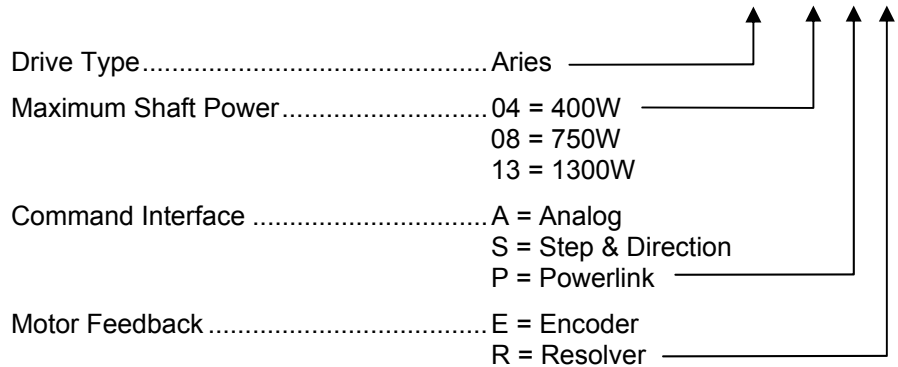 Drive Type.................................................. Aries
Maximum Shaft Power.............................. 04 = 400W
08 = 750W
13 = 1300W
Command Interface .................................. A = Analog
S = Step & Direction
P = Powerlink
Motor Feedback ........................................ E = Encoder
R = Resolver